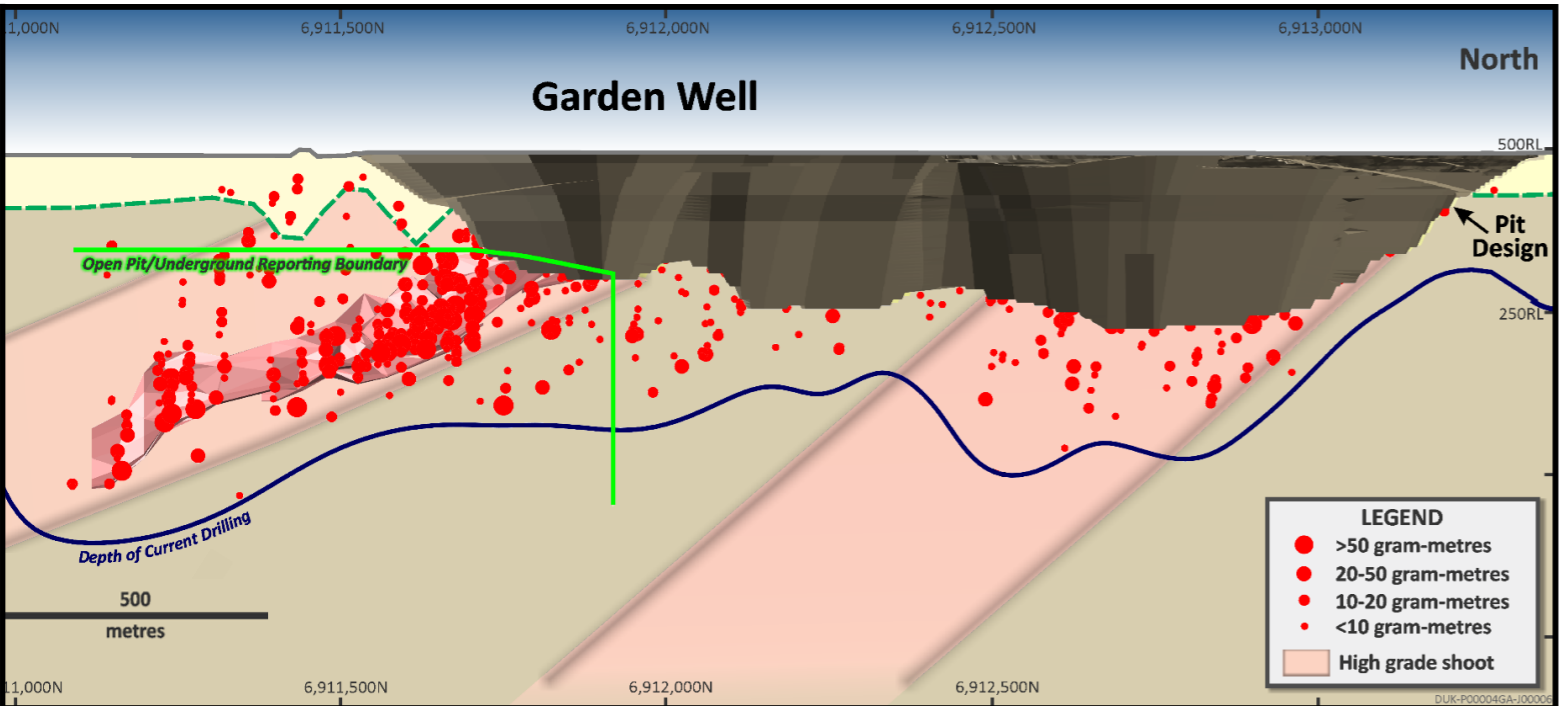 11,000N 6,911,500N 6,912,000N 6,912,500N 6,913,000N
North
Garden Well
500RL
Pit
Design
Open Pit/Underground Reporting Boundary
250RL
Depth of Current Drilling
LEGEND
>50 gram-metres
20-50 gram-metres
10-20 gram-metres
<10 gram-metres
High grade shoot
500
metres
11,000N 6,911,500N 6,912,000N 6,912,500N
DUK-P00004GA-J00006